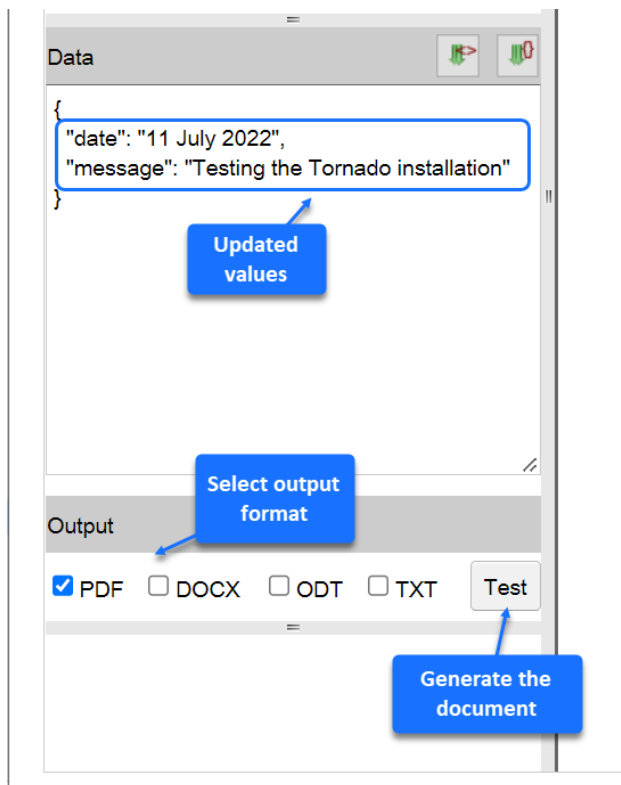 Data
{
"date": "11 July 2022",
"message": "Testing the Tornado installation"
}
Updated
values
Select output
format
Output
PDF DOCX ODT TXT Test
Generate the
document